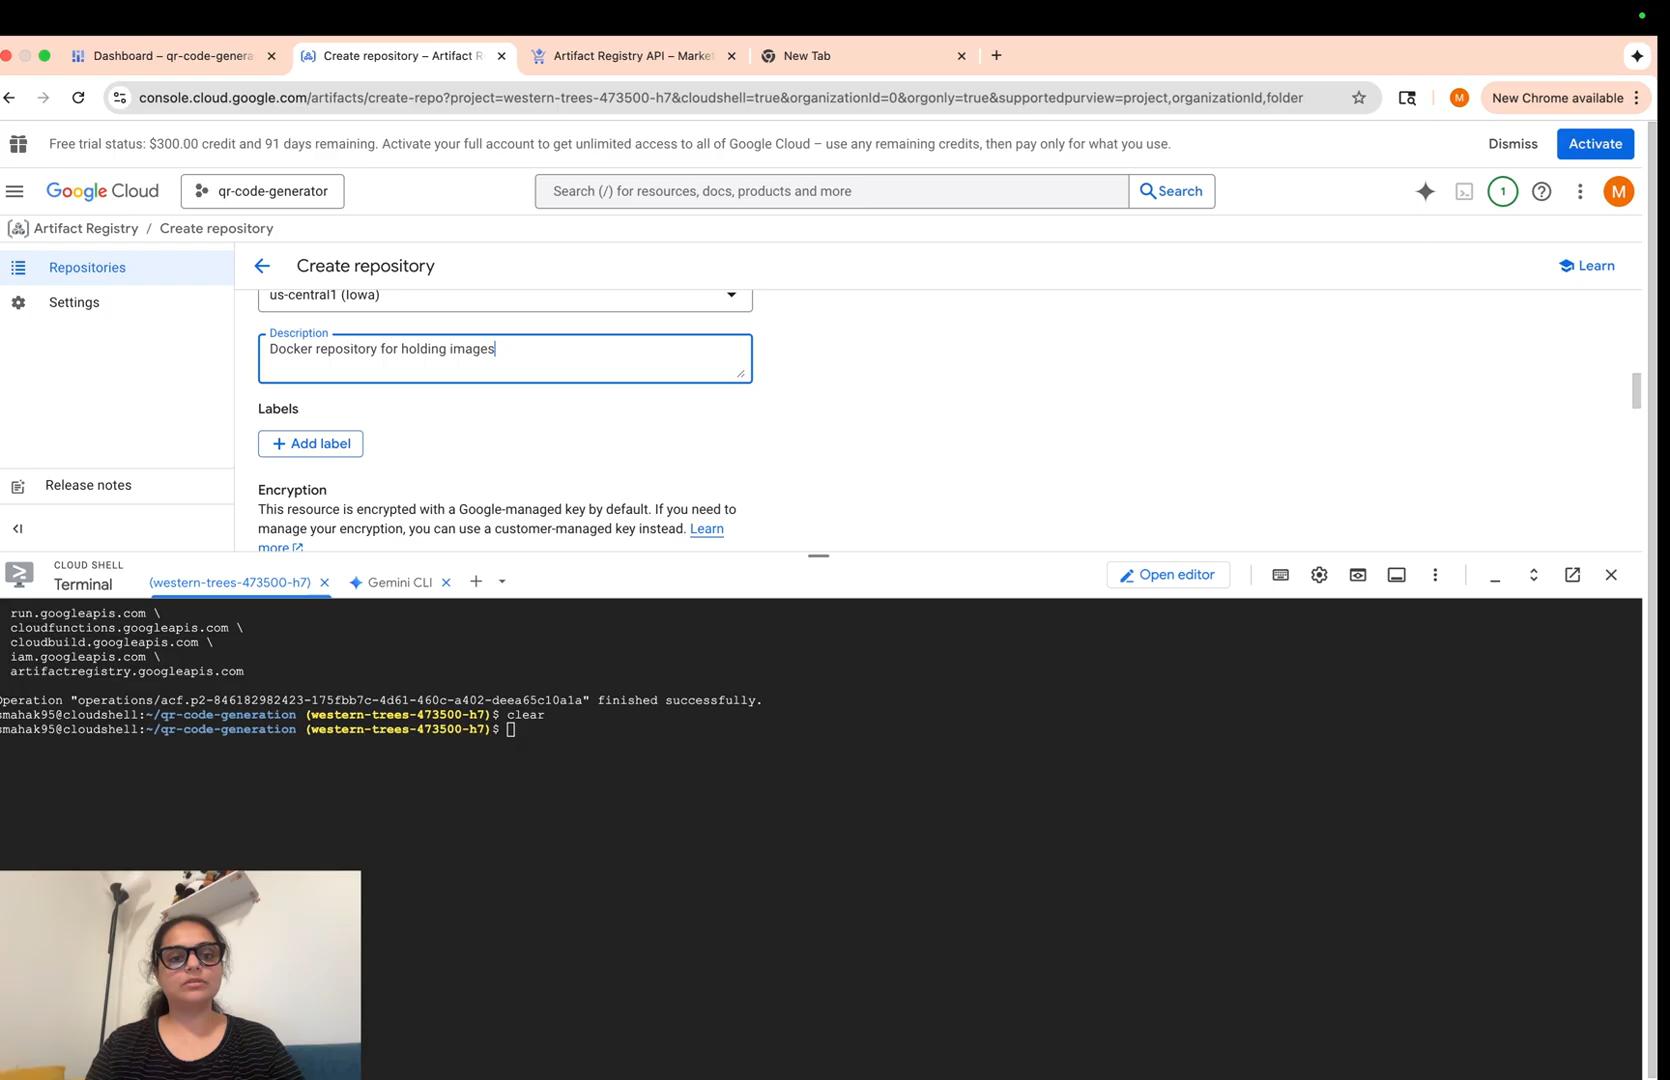 Dashboard – qr-code-genera
Create repository – Artifact R
Artifact Registry API – Market
New Tab
console.cloud.google.com/artifacts/create-repo?project=western-trees-473500-h7&cloudshell=true&organizationId=0&orgonly=true&supportedpurview=project,organizationId,folder
M
New Chrome available
Free trial status: $300.00 credit and 91 days remaining. Activate your full account to get unlimited access to all of Google Cloud – use any remaining credits, then pay only for what you use.
Dismiss
Activate
Google Cloud
qr-code-generator
Search (/) for resources, docs, products and more
Search
1
M
Artifact Registry / Create repository
Repositories
Settings
Release notes
Create repository
Learn
us-central1 (Iowa)
Description
Docker repository for holding images
Labels
+ Add label
Encryption
This resource is encrypted with a Google-managed key by default. If you need to
manage your encryption, you can use a customer-managed key instead. Learn
more
CLOUD SHELL
Terminal
(western-trees-473500-h7)
Gemini CLI
Open editor
run.googleapis.com \
cloudfunctions.googleapis.com \
cloudbuild.googleapis.com \
iam.googleapis.com \
artifactregistry.googleapis.com
Operation "operations/acf.p2-846182982423-175fbb7c-4d61-460c-a402-deea65c10a1a" finished successfully.
smahak95@cloudshell:~/qr-code-generation (western-trees-473500-h7)$ clear
smahak95@cloudshell:~/qr-code-generation (western-trees-473500-h7)$